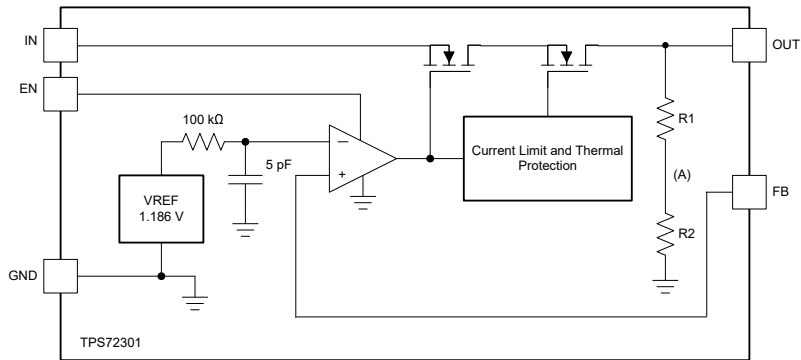 IN
OUT
EN
100 kΩ
5 pF
−
+
VREF
1.186 V
Current Limit and Thermal
Protection
R1
(A)
R2
FB
GND
TPS72301